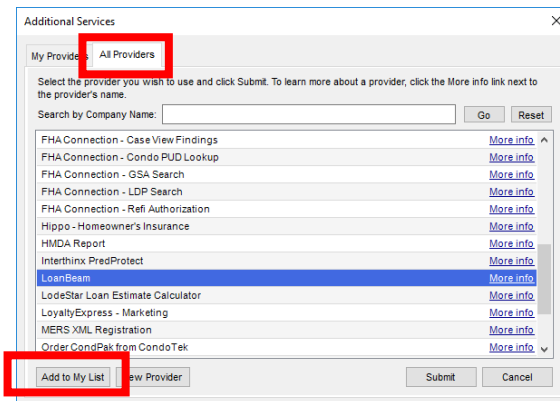 Additional Services
My Providers All Providers
Select the provider you wish to use and click Submit. To learn more about a provider, click the More info link next to
the provider's name.
Search by Company Name: Go Reset
FHA Connection - Case View Findings More info
FHA Connection - Condo PUD Lookup More info
FHA Connection - GSA Search More info
FHA Connection - LDP Search More info
FHA Connection - Refi Authorization More info
Hippo - Homeowner's Insurance More info
HMDA Report More info
Interthinx PredProtect More info
LoanBeam More info
LodeStar Loan Estimate Calculator More info
LoyaltyExpress - Marketing More info
MERS XML Registration More info
Order CondPak from CondoTek More info
Add to My List ew Provider Submit Cancel